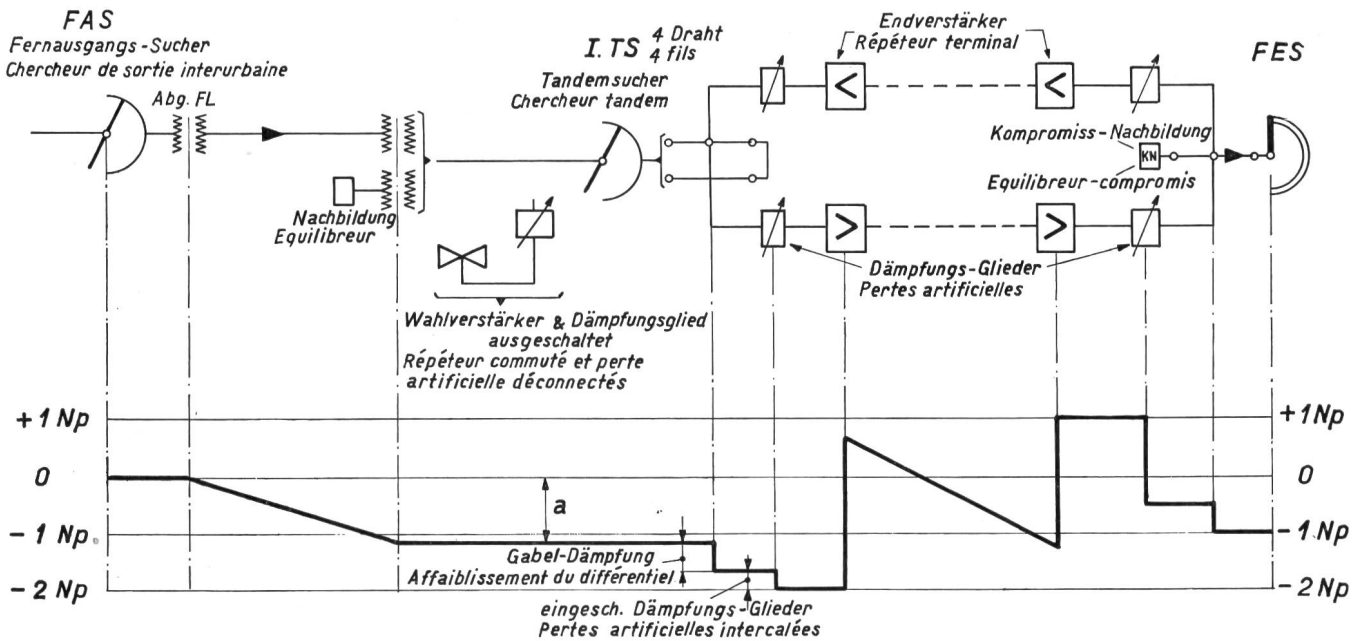 FAS
Fernausgangs-Sucher
Chercheur de sortie interurbaine
Abg. FL
Nachbildung
Equilibreur
I. TS 4 Draht
4 fils
Tandemsucher
Chercheur tandem
Wahlverstärker & Dämpfungsglied
ausgeschaltet
Répéteur commuté et perte
artificielle déconnectés
Endverstärker
Répéteur terminal
<
<
FES
Kompromiss-Nachbildung
KN
Equilibreur-compromis
>
>
Dämpfungs-Glieder
Pertes artificielles
+1 Np
+1 Np
0
0
a
-1 Np
-1 Np
Gabel-Dämpfung
Affaiblissement du différentiel
-2 Np
-2 Np
eingesch. Dämpfungs-Glieder
Pertes artificielles intercalées